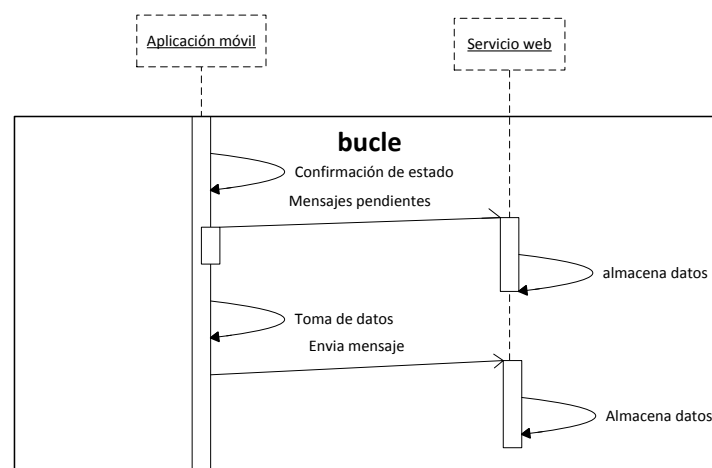 Aplicación móvil
Servicio web
bucle
Confirmación de estado
Mensajes pendientes
almacena datos
Toma de datos
Envia mensaje
Almacena datos